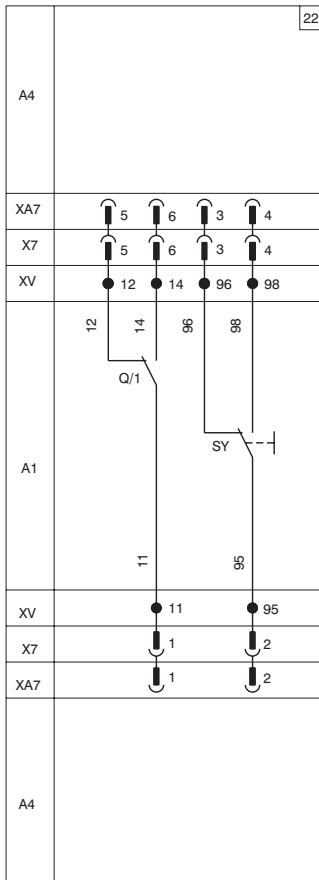 22
A4
XA7 5 6 3 4
X7 5 6 3 4
XV 12 14 96 98
12 14 96 98
Q/1
SY
A1
11 95
XV 11 95
X7 1 2
XA7 1 2
A4